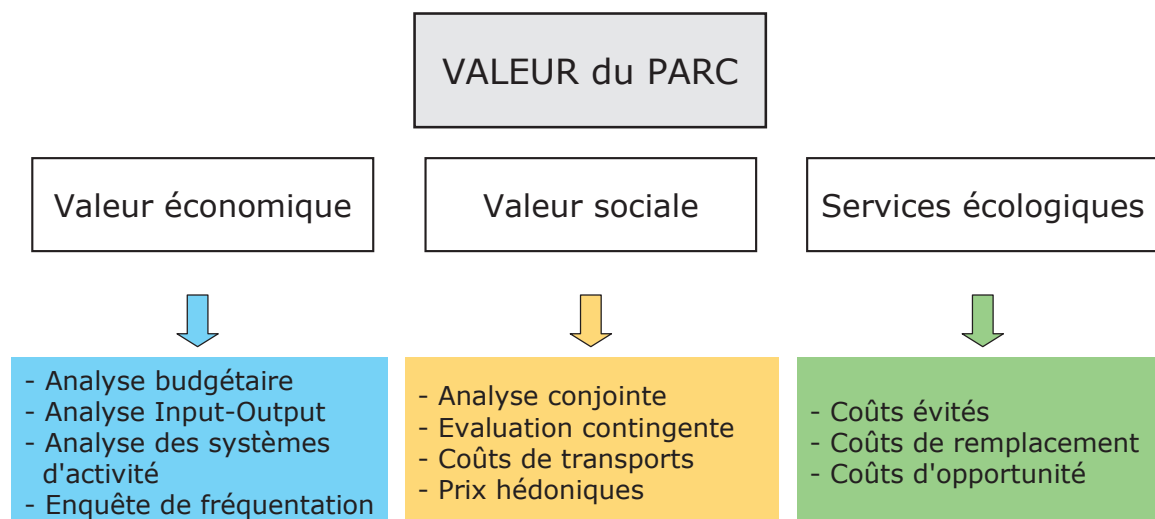 VALEUR du PARC
Valeur économique
Valeur sociale
Services écologiques
- Analyse budgétaire
- Analyse Input-Output
- Analyse des systèmes
d'activité
- Enquête de fréquentation
- Analyse conjointe
- Evaluation contingente
- Coûts de transports
- Prix hédoniques
- Coûts évités
- Coûts de remplacement
- Coûts d'opportunité